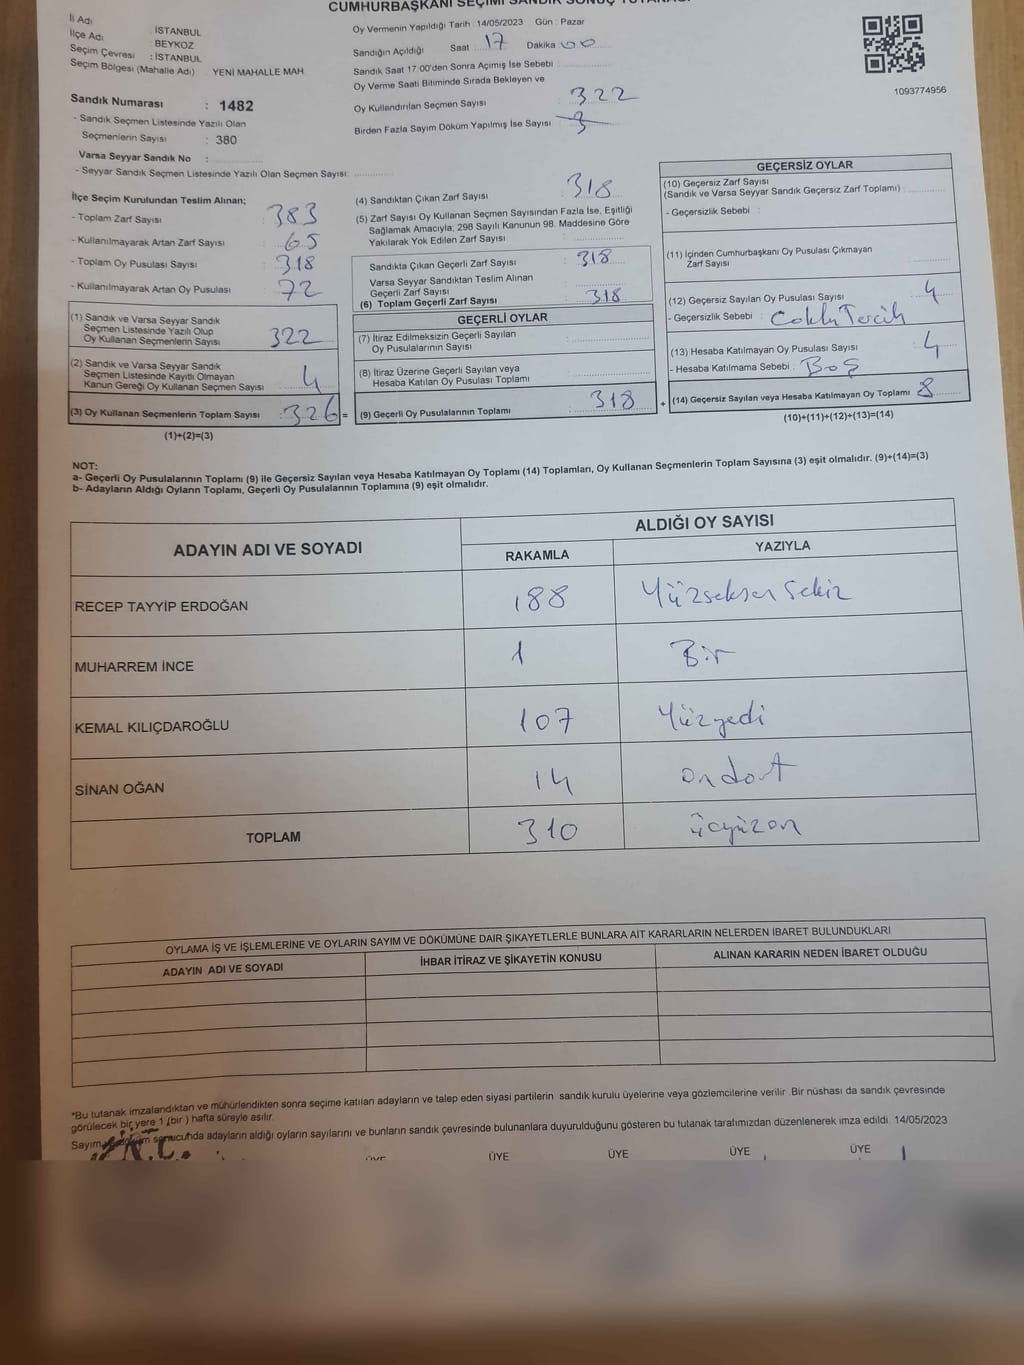 CUMHURBAŞKANI SEÇİMİ SANDIK SONUÇ TUTANAĞI
İl Adı : İSTANBUL
İlçe Adı : BEYKOZ
Seçim Çevresi : İSTANBUL
Seçim Bölgesi (Mahalle Adı) : YENİ MAHALLE MAH.
Sandık Numarası : 1482
- Sandık Seçmen Listesinde Yazılı Olan
Seçmenlerin Sayısı : 380
Varsa Seyyar Sandık No :
- Seyyar Sandık Seçmen Listesinde Yazılı Olan Seçmen Sayısı:
Oy Vermenin Yapıldığı Tarih : 14/05/2023 Gün : Pazar
Sandığın Açıldığı Saat 17 Dakika 00
Sandık Saat 17:00'den Sonra Açımış İse Sebebi :
Oy Verme Saati Bitiminde Sırada Bekleyen ve
Oy Kullandırılan Seçmen Sayısı 322
Birden Fazla Sayım Döküm Yapılmış İse Sayısı 3
1093774956
İlçe Seçim Kurulundan Teslim Alınan;
- Toplam Zarf Sayısı : 383
- Kullanılmayarak Artan Zarf Sayısı : 65
- Toplam Oy Pusulası Sayısı : 318
- Kullanılmayarak Artan Oy Pusulası : 72
(1) Sandık ve Varsa Seyyar Sandık
Seçmen Listesinde Yazılı Olup
Oy Kullanan Seçmenlerin Sayısı 322
(2) Sandık ve Varsa Seyyar Sandık
Seçmen Listesinde Kayıtlı Olmayan
Kanun Gereği Oy Kullanan Seçmen Sayısı 4
(3) Oy Kullanan Seçmenlerin Toplam Sayısı : 326 =
(1)+(2)=(3)
(4) Sandıktan Çıkan Zarf Sayısı : 318
(5) Zarf Sayısı Oy Kullanan Seçmen Sayısından Fazla İse, Eşitliği
Sağlamak Amacıyla; 298 Sayılı Kanunun 98. Maddesine Göre
Yakılarak Yok Edilen Zarf Sayısı :
Sandıkta Çıkan Geçerli Zarf Sayısı : 318
Varsa Seyyar Sandıktan Teslim Alınan
Geçerli Zarf Sayısı
(6) Toplam Geçerli Zarf Sayısı : 318
GEÇERLİ OYLAR
(7) İtiraz Edilmeksizin Geçerli Sayılan
Oy Pusulalarının Sayısı :
(8) İtiraz Üzerine Geçerli Sayılan veya
Hesaba Katılan Oy Pusulası Toplamı :
(9) Geçerli Oy Pusulalarının Toplamı : 318 +
GEÇERSİZ OYLAR
(10) Geçersiz Zarf Sayısı
(Sandık ve Varsa Seyyar Sandık Geçersiz Zarf Toplamı) :
- Geçersizlik Sebebi :
(11) İçinden Cumhurbaşkanı Oy Pusulası Çıkmayan
Zarf Sayısı :
(12) Geçersiz Sayılan Oy Pusulası Sayısı : 4
- Geçersizlik Sebebi : Coklu Tercih
(13) Hesaba Katılmayan Oy Pusulası Sayısı : 4
- Hesaba Katılmama Sebebi : Boş
(14) Geçersiz Sayılan veya Hesaba Katılmayan Oy Toplamı 8
(10)+(11)+(12)+(13)=(14)
NOT:
a- Geçerli Oy Pusulalarının Toplamı (9) ile Geçersiz Sayılan veya Hesaba Katılmayan Oy Toplamı (14) Toplamları, Oy Kullanan Seçmenlerin Toplam Sayısına (3) eşit olmalıdır. (9)+(14)=(3)
b- Adayların Aldığı Oyların Toplamı, Geçerli Oy Pusulalarının Toplamına (9) eşit olmalıdır.
ADAYIN ADI VE SOYADI
ALDIĞI OY SAYISI
RAKAMLA YAZIYLA
RECEP TAYYİP ERDOĞAN 188 Yüzseksen Sekiz
MUHARREM İNCE 1 Bir
KEMAL KILIÇDAROĞLU 107 Yüzyedi
SİNAN OĞAN 14 on dort
TOPLAM 310 üçyüzon
OYLAMA İŞ VE İŞLEMLERİNE VE OYLARIN SAYIM VE DÖKÜMÜNE DAİR ŞİKAYETLERLE BUNLARA AİT KARARLARIN NELERDEN İBARET BULUNDUKLARI
ADAYIN ADI VE SOYADI İHBAR İTİRAZ VE ŞİKAYETİN KONUSU ALINAN KARARIN NEDEN İBARET OLDUĞU
*Bu tutanak imzalandıktan ve mühürlendikten sonra seçime katılan adayların ve talep eden siyasi partilerin sandık kurulu üyelerine veya gözlemcilerine verilir. Bir nüshası da sandık çevresinde
görülecek bir yere 1 (bir ) hafta süreyle asılır.
Sayım sonucunda adayların aldığı oyların sayılarını ve bunların sandık çevresinde bulunanlara duyurulduğunu gösteren bu tutanak tarafımızdan düzenlenerek imza edildi. 14/05/2023
T.C. ÜYE ÜYE ÜYE ÜYE ÜYE